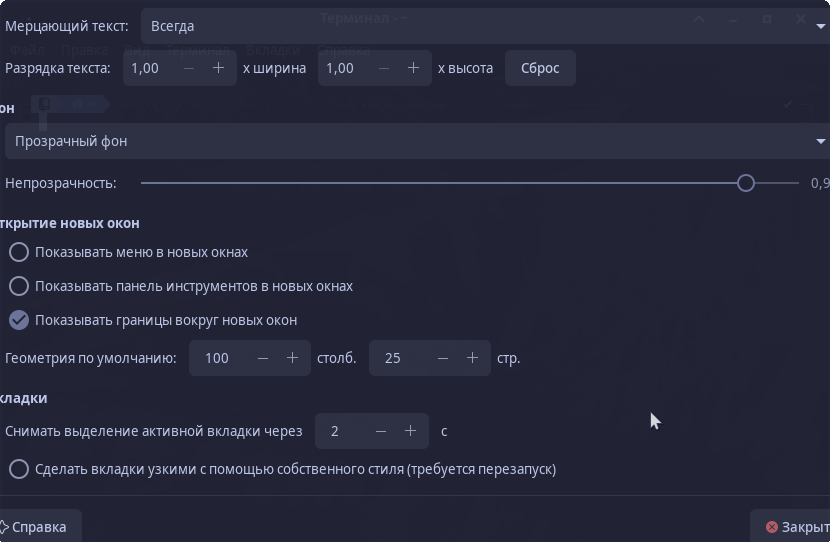 Терминал - ~
Мерцающий текст: Всегда
Файл Правка Вид Терминал Вкладки Справка
Разрядка текста: 1,00 − + x ширина 1,00 − + x высота Сброс
он
Прозрачный фон
Непрозрачность: 0,9
ткрытие новых окон
Показывать меню в новых окнах
Показывать панель инструментов в новых окнах
Показывать границы вокруг новых окон
Геометрия по умолчанию: 100 − + столб. 25 − + стр.
кладки
Снимать выделение активной вкладки через 2 − + с
Сделать вкладки узкими с помощью собственного стиля (требуется перезапуск)
Справка Закрыт